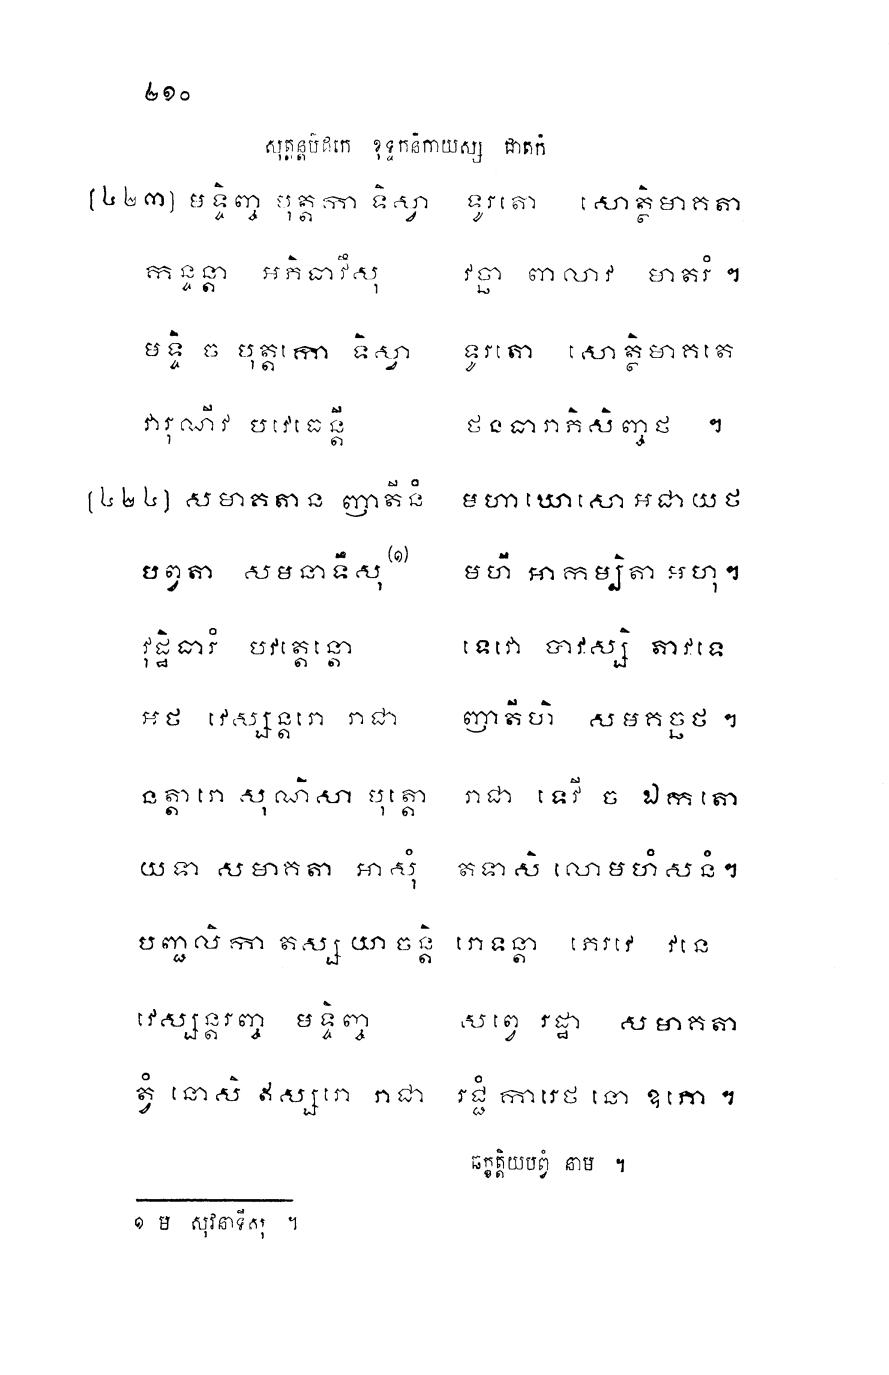 ២១០
សុត្តន្តបិដកេ ខុទ្ទកនិកាយស្ស ជាតកំ
(៤២៣) មទ្ទិញ្ច បុត្តកា ទិស្វា ទូរតោ សោត្ថិមាគតា
កន្ទន្តា អភិធាវឹសុ វច្ឆា ពាលាវ មាតរំ ៗ
មទ្ទិ ច បុត្តកោ ទិស្វា ទូរតោ សោត្ថិមាគតេ
វារុណីវ បវេធេន្តី ថនធារាភិសិញ្ចថ ៗ
(៤២៤) សមាគតាន ញាតីនំ មហាឃោសោ អជាយថ
បព្វតា សមនាទឹសុ(១) មហី អាកម្បិតា អហុៗ
វុដ្ឋិធារំ បវត្តេន្តោ ទេវោ បាវស្សិ តាវទេ
អថ វេស្សន្តរោ រាជា ញាតីហិ សមគច្ឆថ ៗ
នត្តារោ សុណិសា បុត្តោ រាជា ទេវី ច ឯកតោ
យទា សមាគតា អាសុំ តទាសិ លោមហំសនំៗ
បញ្ជលិកា តស្ស យាចន្តិ រោទន្តា ភេរវេ វនេ
វេស្សន្តរញ្ច មទ្ទិញ្ច សព្វេ រដ្ឋា សមាគតា
ត្វំ នោសិ ឥស្សរោ រាជា រជ្ជំ ការេថ នោ ឧភោ ៗ
ឆក្ខត្តិយបព្វំ នាម ៗ
១ ម សុវនាទឹសុ ។